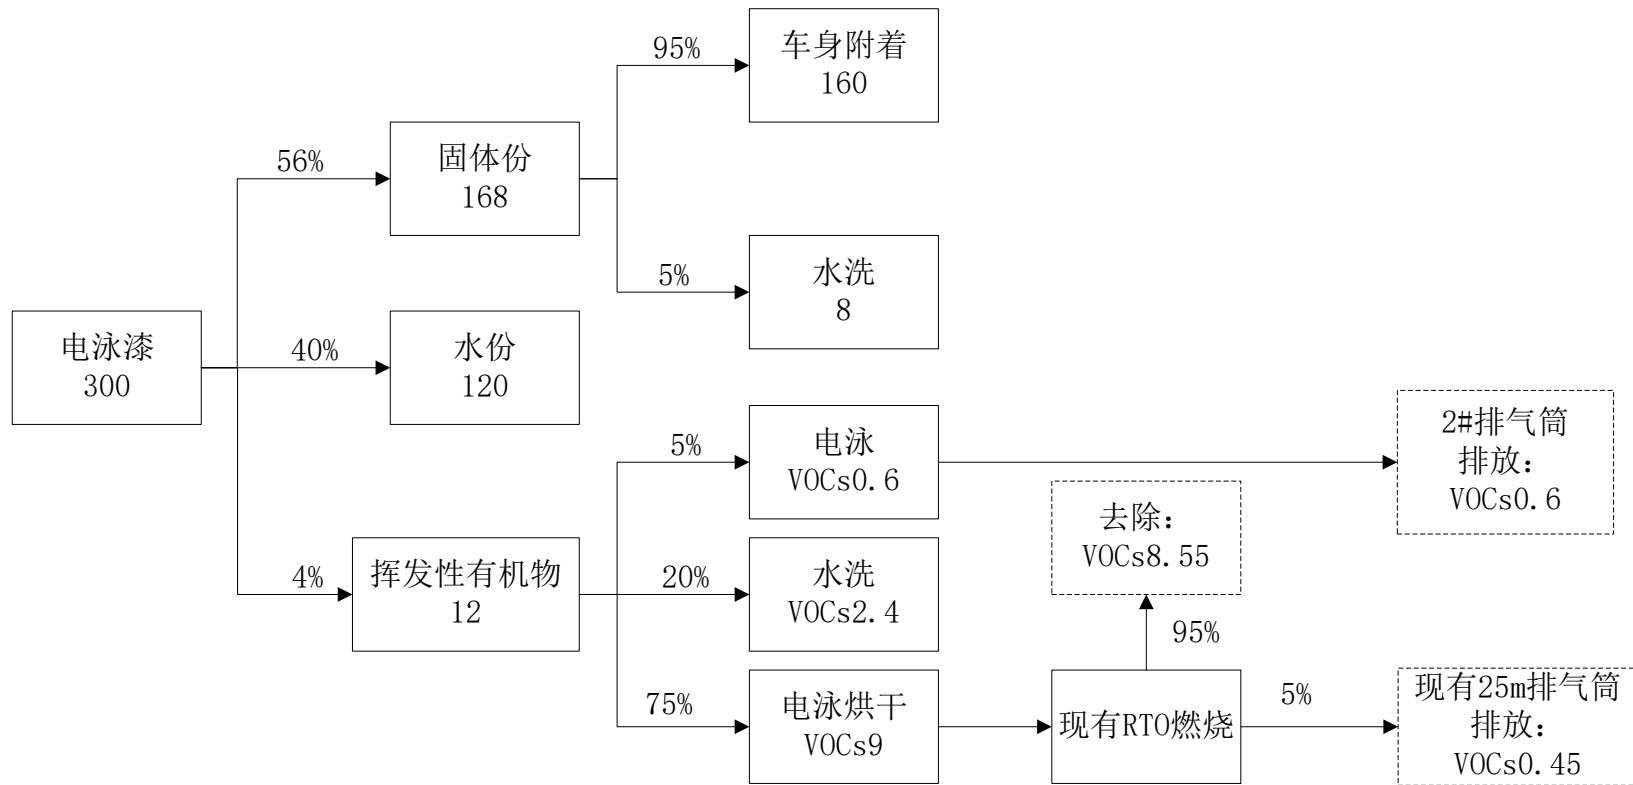 95%
车身附着
160
56%
固体份
168
5%
水洗
8
电泳漆
300
40%
水份
120
5%
电泳
VOCs0.6
2#排气筒
排放：
VOCs0.6
去除：
VOCs8.55
4%
挥发性有机物
12
20%
水洗
VOCs2.4
95%
75%
电泳烘干
VOCs9
现有RTO燃烧
5%
现有25m排气筒
排放：
VOCs0.45